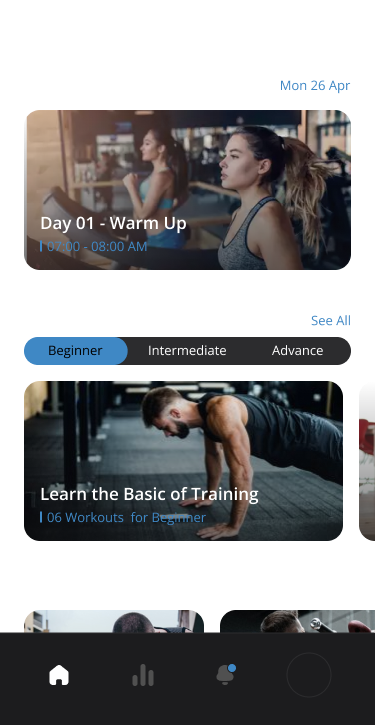 Mon 26 Apr
Day 01 - Warm Up
07:00 - 08:00 AM
See All
Beginner Intermediate Advance
Learn the Basic of Training
06 Workouts for Beginner